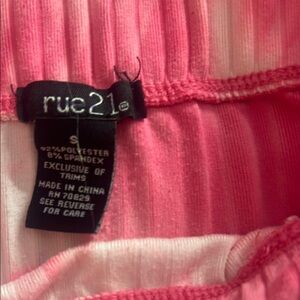 rue21
S
92%POLYESTER
8% SPANDEX
EXCLUSIVE OF
TRIMS
MADE IN CHINA
RN 70829
SEE REVERSE
FOR CARE